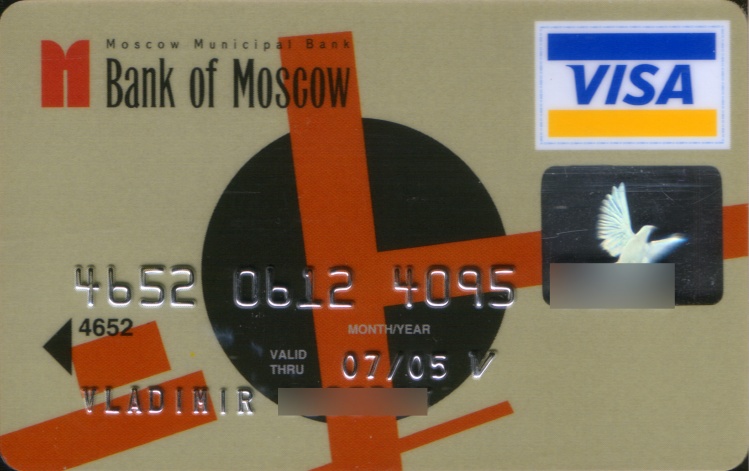 Moscow Municipal Bank
Bank of Moscow
VISA
4652 0612 4095
4652
MONTH/YEAR
VALID THRU 07/05 V
VLADIMIR